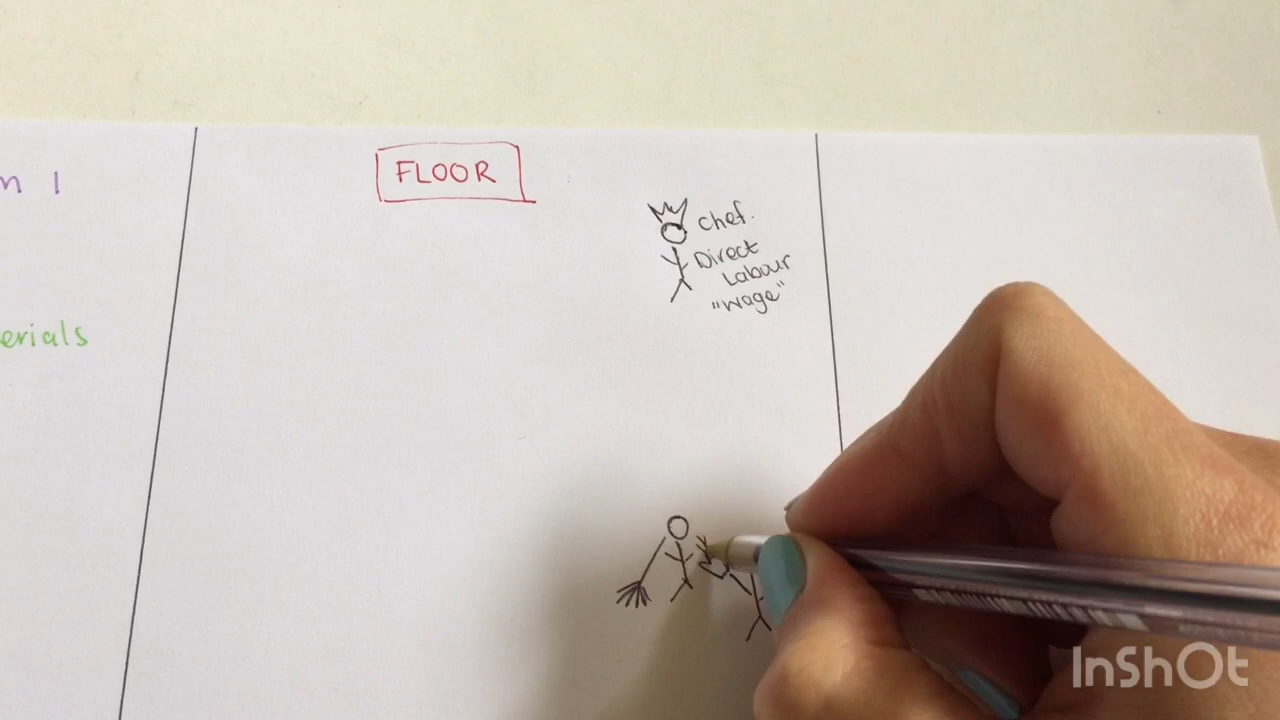 m 1
FLOOR
chef.
Direct
Labour
"wage"
erials
InShOt